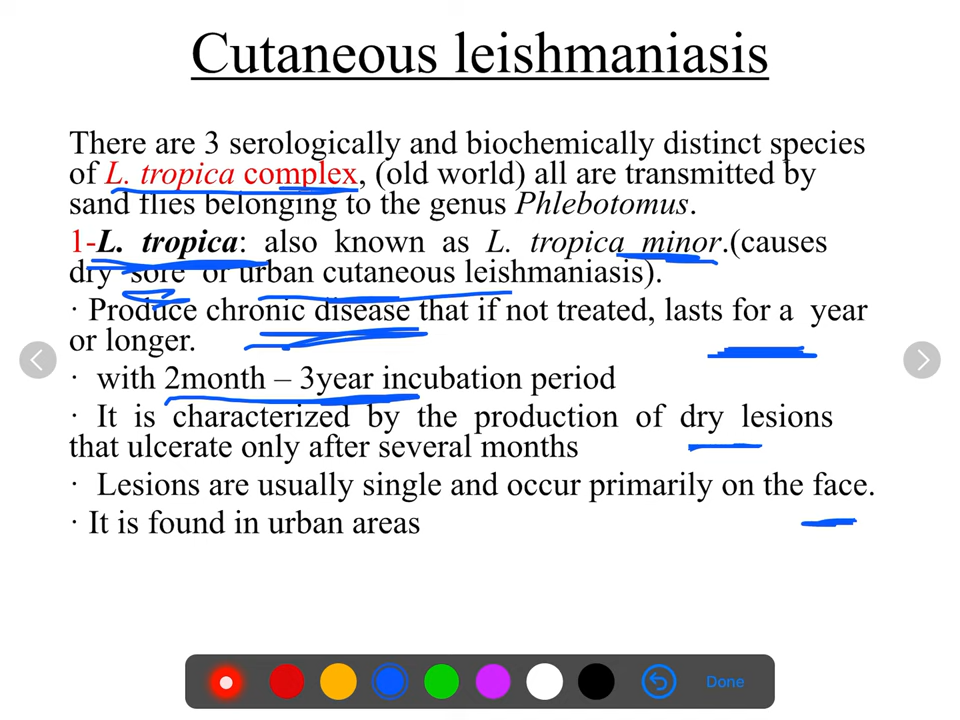 Cutaneous leishmaniasis
There are 3 serologically and biochemically distinct species
of L. tropica complex, (old world) all are transmitted by
sand flies belonging to the genus Phlebotomus.
1-L. tropica: also known as L. tropica minor.(causes
dry sore or urban cutaneous leishmaniasis).
· Produce chronic disease that if not treated, lasts for a year
or longer.
· with 2month – 3year incubation period
· It is characterized by the production of dry lesions
that ulcerate only after several months
· Lesions are usually single and occur primarily on the face.
· It is found in urban areas
Done